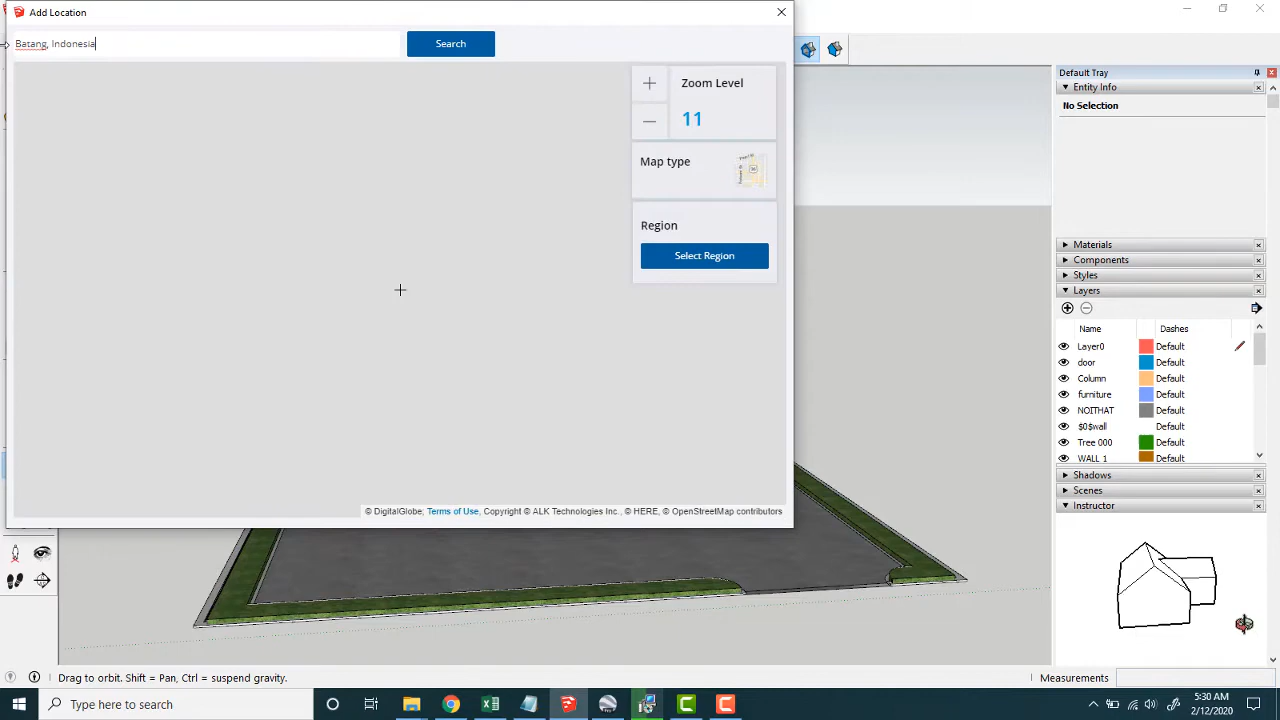 Add Location
Batang, Indonesia
Search
Zoom Level
11
Map type
Region
Select Region
© DigitalGlobe; Terms of Use, Copyright © ALK Technologies Inc., © HERE, © OpenStreetMap contributors
Default Tray
Entity Info
No Selection
Materials
Components
Styles
Layers
Name Dashes
Layer0 Default
door Default
Column Default
furniture Default
NOITHAT Default
$0$wall Default
Tree 000 Default
WALL 1 Default
Shadows
Scenes
Instructor
Drag to orbit. Shift = Pan, Ctrl = suspend gravity.
Measurements
Type here to search
5:30 AM
2/12/2020